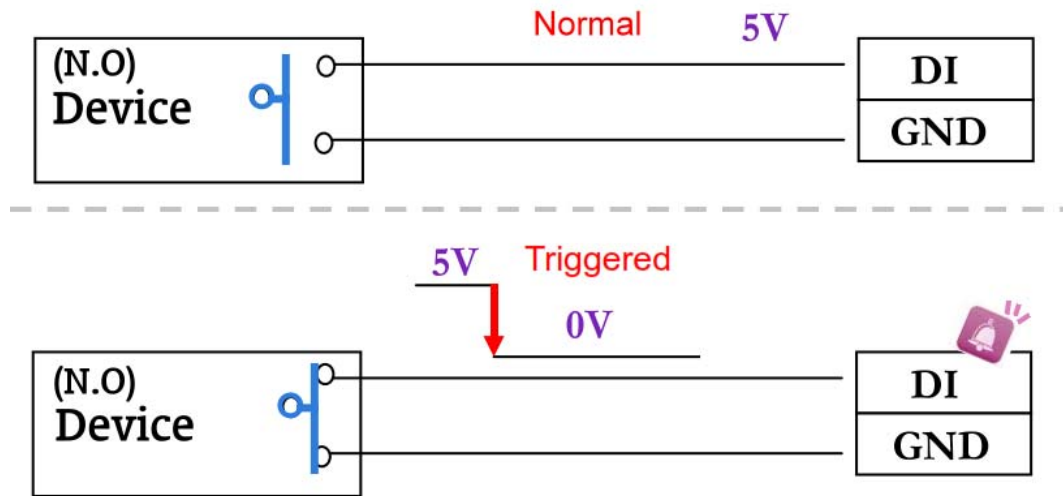 Normal 5V
(N.O)
Device
DI
GND
5V Triggered
0V
(N.O)
Device
DI
GND